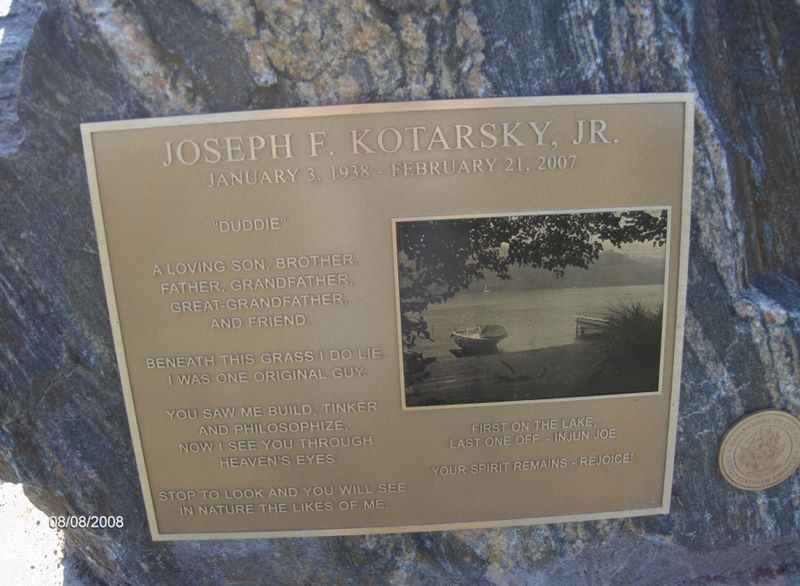 JOSEPH F. KOTARSKY, JR.
JANUARY 3, 1938 - FEBRUARY 21, 2007
"DUDDIE"
A LOVING SON, BROTHER,
FATHER, GRANDFATHER,
GREAT-GRANDFATHER,
AND FRIEND.
BENEATH THIS GRASS I DO LIE.
I WAS ONE ORIGINAL GUY.
YOU SAW ME BUILD, TINKER
AND PHILOSOPHIZE,
NOW I SEE YOU THROUGH
HEAVEN'S EYES.
STOP TO LOOK AND YOU WILL SEE
IN NATURE THE LIKES OF ME.
FIRST ON THE LAKE,
LAST ONE OFF - INJUN JOE
YOUR SPIRIT REMAINS - REJOICE!
08/08/2008